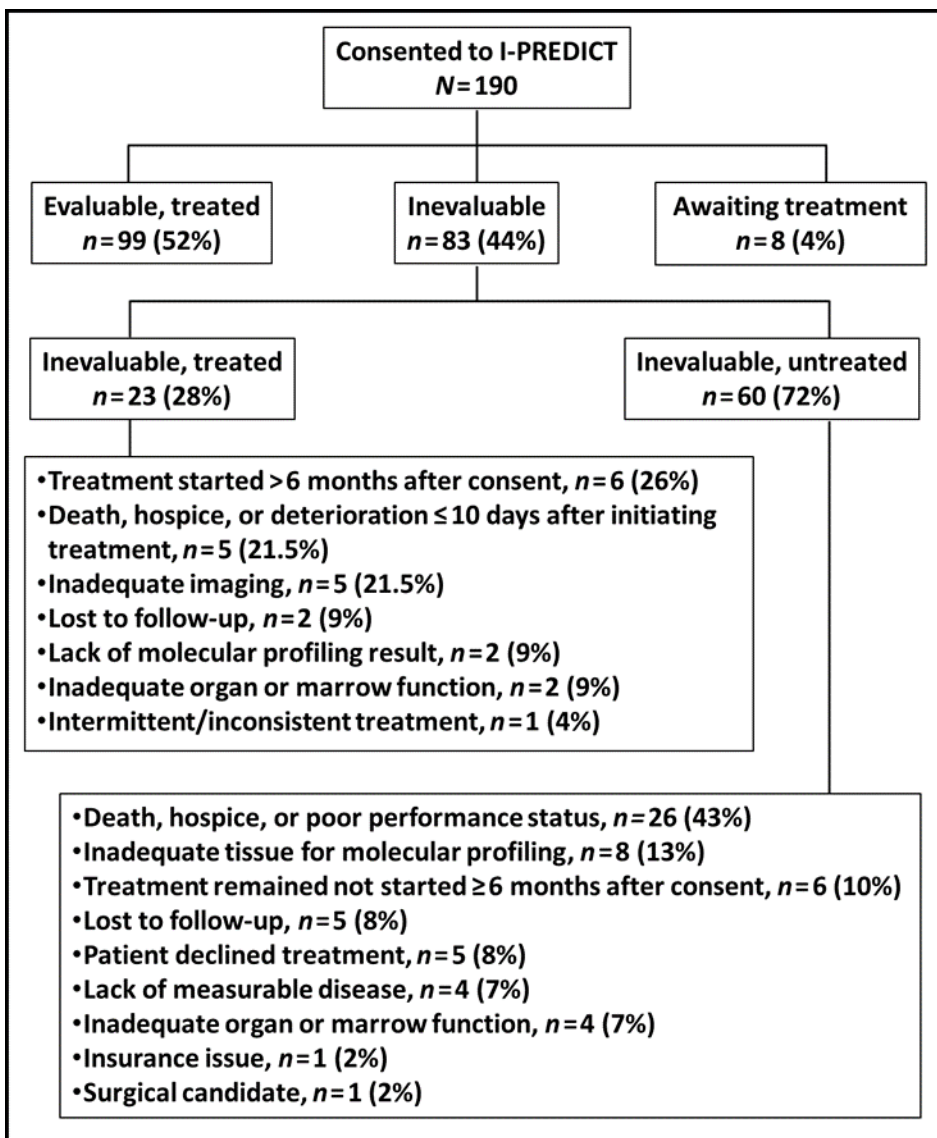 Consented to I-PREDICT
N=190
Evaluable, treated
n=99 (52%)
Inevaluable
n=83 (44%)
Awaiting treatment
n=8 (4%)
Inevaluable, treated
n=23 (28%)
Inevaluable, untreated
n=60 (72%)
•Treatment started >6 months after consent, n=6 (26%)
•Death, hospice, or deterioration ≤10 days after initiating
treatment, n=5 (21.5%)
•Inadequate imaging, n=5 (21.5%)
•Lost to follow-up, n=2 (9%)
•Lack of molecular profiling result, n=2 (9%)
•Inadequate organ or marrow function, n=2 (9%)
•Intermittent/inconsistent treatment, n=1 (4%)
•Death, hospice, or poor performance status, n=26 (43%)
•Inadequate tissue for molecular profiling, n=8 (13%)
•Treatment remained not started ≥6 months after consent, n=6 (10%)
•Lost to follow-up, n=5 (8%)
•Patient declined treatment, n=5 (8%)
•Lack of measurable disease, n=4 (7%)
•Inadequate organ or marrow function, n=4 (7%)
•Insurance issue, n=1 (2%)
•Surgical candidate, n=1 (2%)